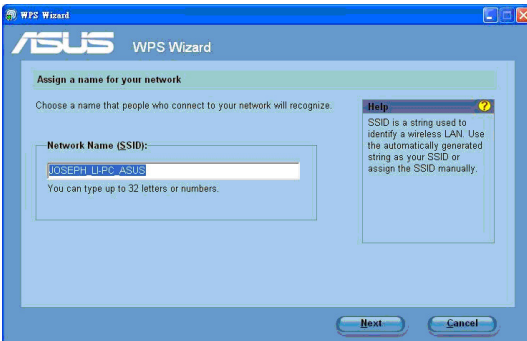 WPS Wizard
ASUS WPS Wizard
Assign a name for your network
Choose a name that people who connect to your network will recognize.
Network Name (SSID):
JOSEPH_LI-PC_ASUS
You can type up to 32 letters or numbers.
Help
SSID is a string used to
identify a wireless LAN. Use
the automatically generated
string as your SSID or
assign the SSID manually.
Next
Cancel